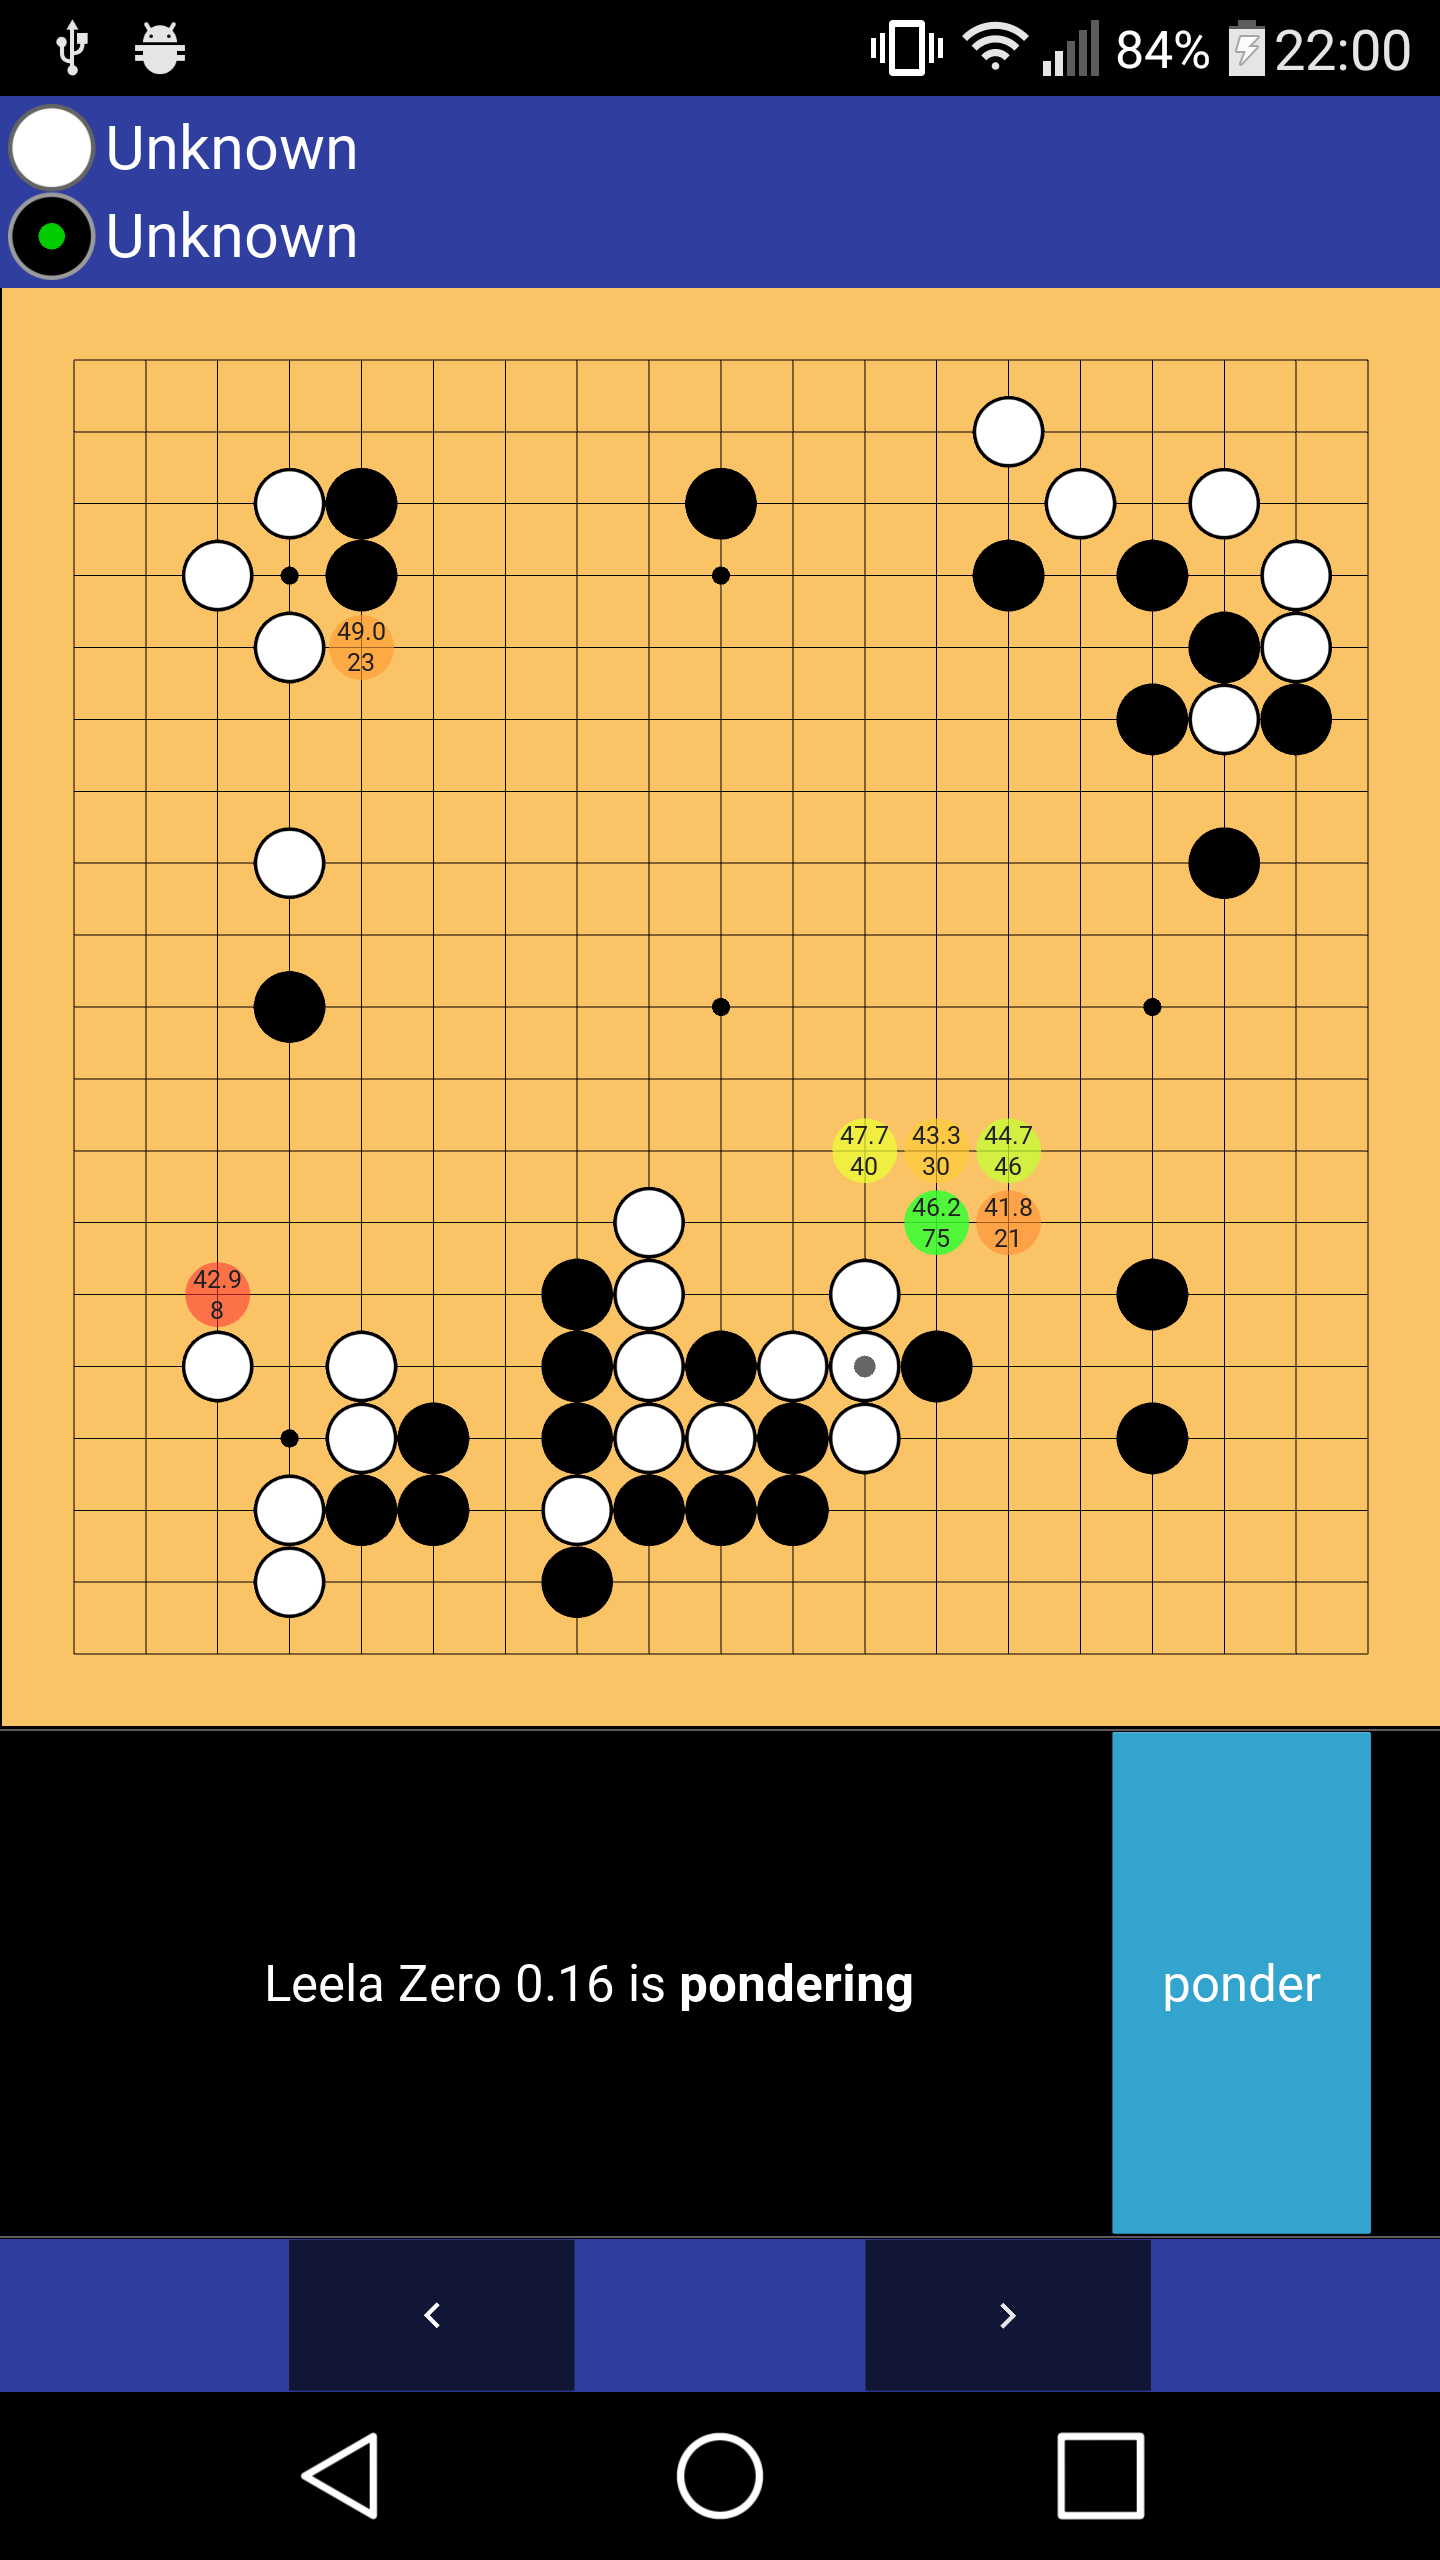 84% 22:00
Unknown
Unknown
49.0
23
47.7 43.3 44.7
40 30 46
46.2 41.8
75 21
42.9
8
Leela Zero 0.16 is pondering
ponder